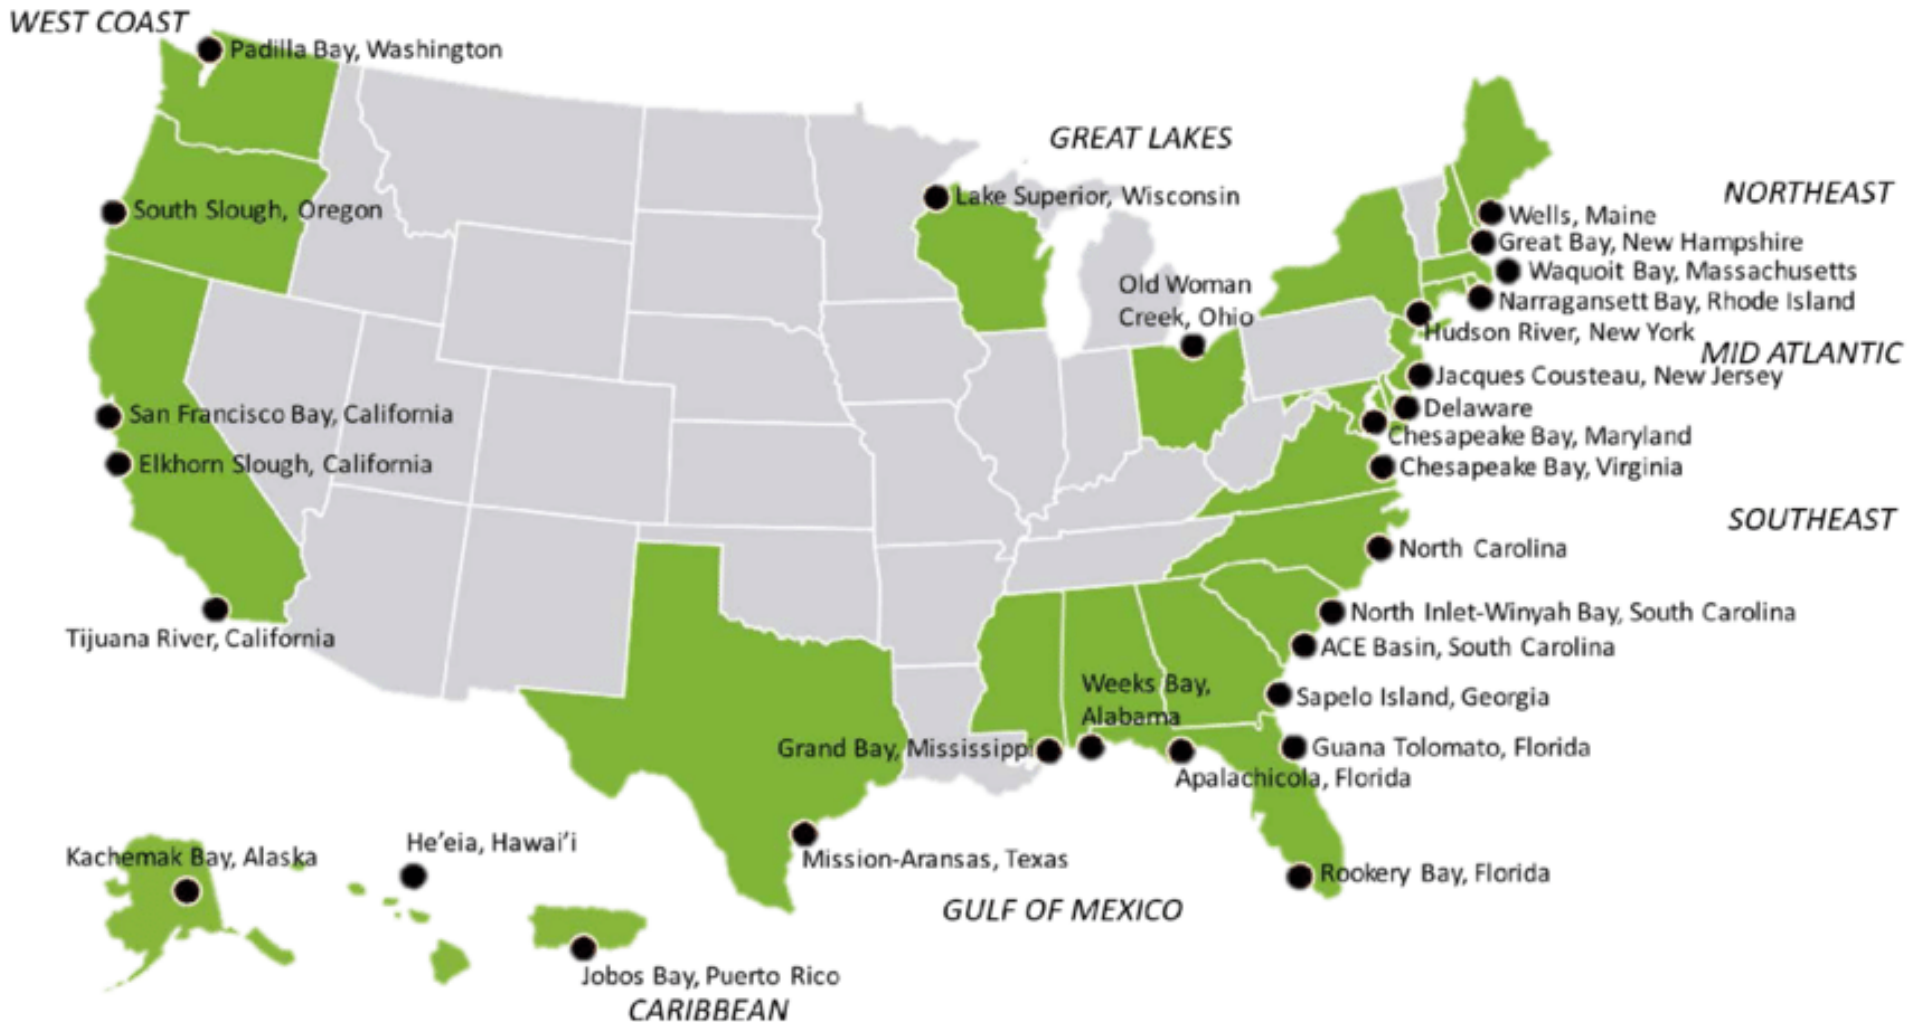 WEST COAST
Padilla Bay, Washington
GREAT LAKES
NORTHEAST
South Slough, Oregon
Lake Superior, Wisconsin
Wells, Maine
Great Bay, New Hampshire
Waquoit Bay, Massachusetts
Old Woman
Creek, Ohio
Narragansett Bay, Rhode Island
Hudson River, New York
MID ATLANTIC
Jacques Cousteau, New Jersey
Delaware
San Francisco Bay, California
Chesapeake Bay, Maryland
Elkhorn Slough, California
Chesapeake Bay, Virginia
SOUTHEAST
North Carolina
Tijuana River, California
North Inlet-Winyah Bay, South Carolina
ACE Basin, South Carolina
Weeks Bay,
Alabama
Sapelo Island, Georgia
Grand Bay, Mississippi
Guana Tolomato, Florida
Apalachicola, Florida
Kachemak Bay, Alaska
He’eia, Hawai’i
Mission-Aransas, Texas
Rookery Bay, Florida
GULF OF MEXICO
Jobos Bay, Puerto Rico
CARIBBEAN